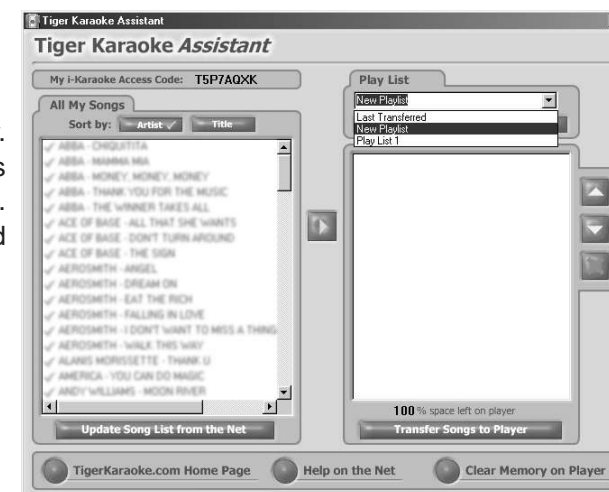 Tiger Karaoke Assistant
Tiger Karaoke Assistant
My i-Karaoke Access Code: T5P7AQXK
All My Songs
Sort by: Artist ✓ Title
ABBA - CHIQUITITA
ABBA - MAMMA MIA
ABBA - MONEY, MONEY, MONEY
ABBA - THANK YOU FOR THE MUSIC
ABBA - THE WINNER TAKES ALL
ACE OF BASE - ALL THAT SHE WANTS
ACE OF BASE - DON'T TURN AROUND
ACE OF BASE - THE SIGN
AEROSMITH - ANGEL
AEROSMITH - DREAM ON
AEROSMITH - EAT THE RICH
AEROSMITH - FALLING IN LOVE
AEROSMITH - I DON'T WANT TO MISS A THING
AEROSMITH - WALK THIS WAY
ALANIS MORISSETTE - THANK U
AMERICA - YOU CAN DO MAGIC
ANDY WILLIAMS - MOON RIVER
Update Song List from the Net
Play List
New Playlist
Last Transferred
New Playlist
Play List 1
100 % space left on player
Transfer Songs to Player
TigerKaraoke.com Home Page
Help on the Net
Clear Memory on Player